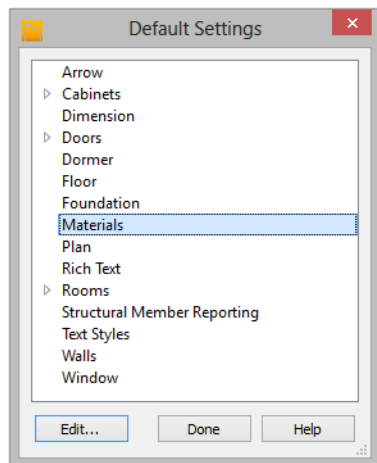 Default Settings
Arrow
Cabinets
Dimension
Doors
Dormer
Floor
Foundation
Materials
Plan
Rich Text
Rooms
Structural Member Reporting
Text Styles
Walls
Window
Edit... Done Help